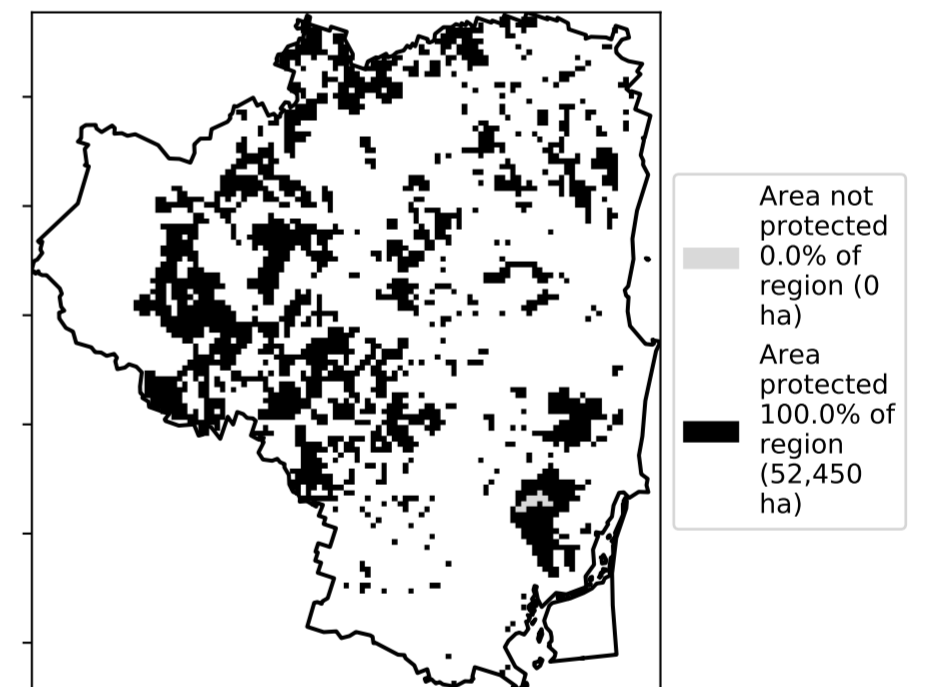 Area not
protected
0.0% of
region (0
ha)
Area
protected
100.0% of
region
(52,450
ha)